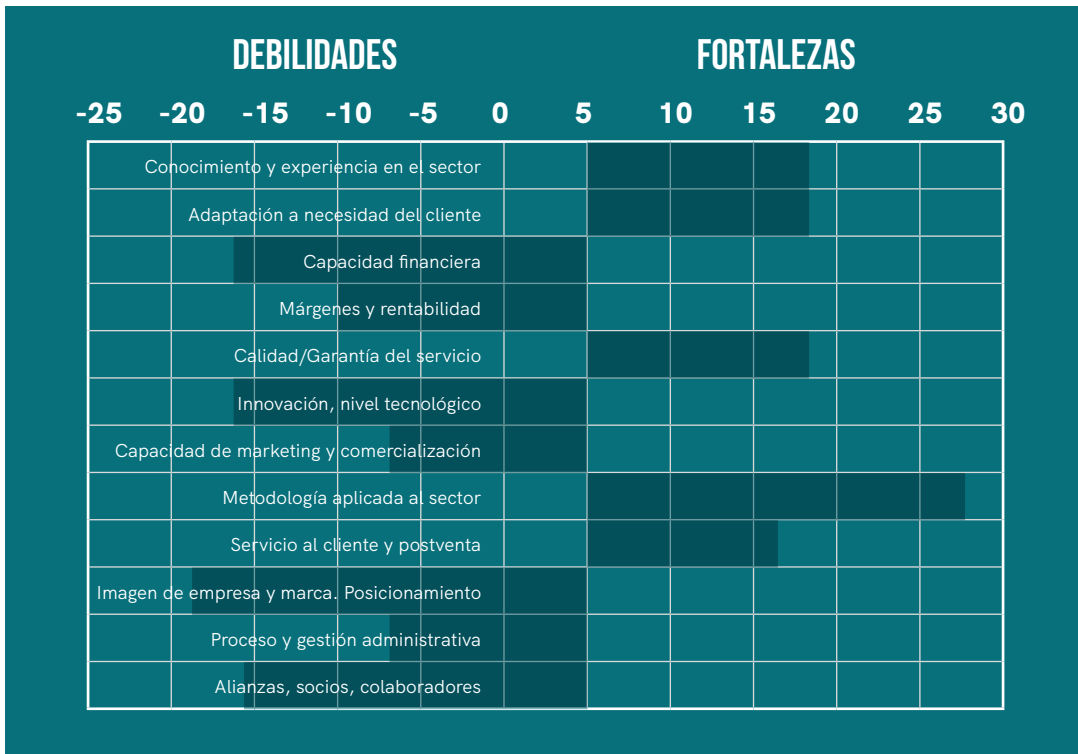 DEBILIDADES FORTALEZAS
-25 -20 -15 -10 -5 0 5 10 15 20 25 30
Conocimiento y experiencia en el sector
Adaptación a necesidad del cliente
Capacidad financiera
Márgenes y rentabilidad
Calidad/Garantía del servicio
Innovación, nivel tecnológico
Capacidad de marketing y comercialización
Metodología aplicada al sector
Servicio al cliente y postventa
Imagen de empresa y marca. Posicionamiento
Proceso y gestión administrativa
Alianzas, socios, colaboradores